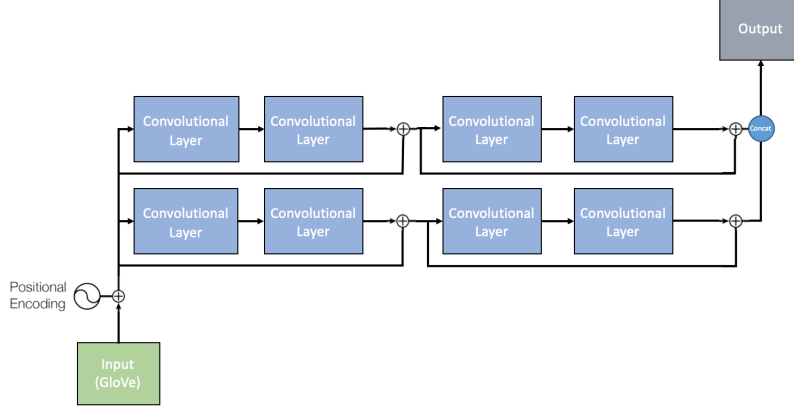 Output
Convolutional
Layer
Convolutional
Layer
Convolutional
Layer
Convolutional
Layer
Concat
Convolutional
Layer
Convolutional
Layer
Convolutional
Layer
Convolutional
Layer
Positional
Encoding
Input
(GloVe)